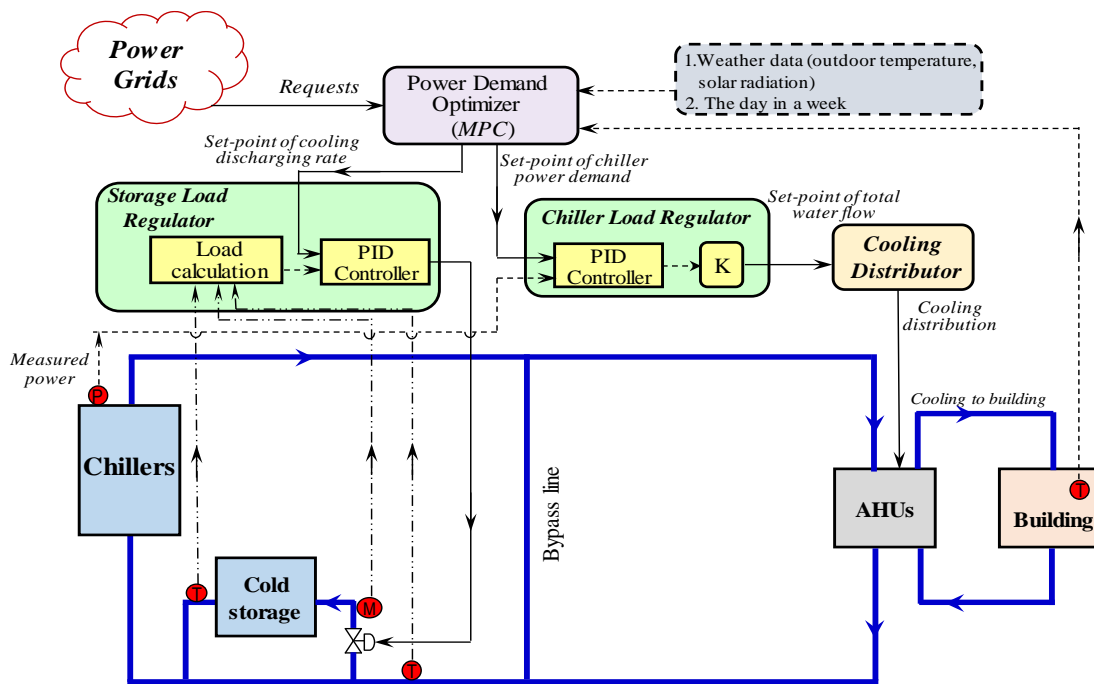 Power
Grids
Requests
Power Demand
Optimizer
(MPC)
1.Weather data (outdoor temperature,
solar radiation)
2. The day in a week
Set-point of cooling
discharging rate
Set-point of chiller
power demand
Storage Load
Regulator
Load
calculation
PID
Controller
Chiller Load Regulator
PID
Controller
K
Set-point of total
water flow
Cooling
Distributor
Cooling
distribution
Measured
power
P
Chillers
T
Cold
storage
M
T
Bypass line
Cooling to building
AHUs
T
Building